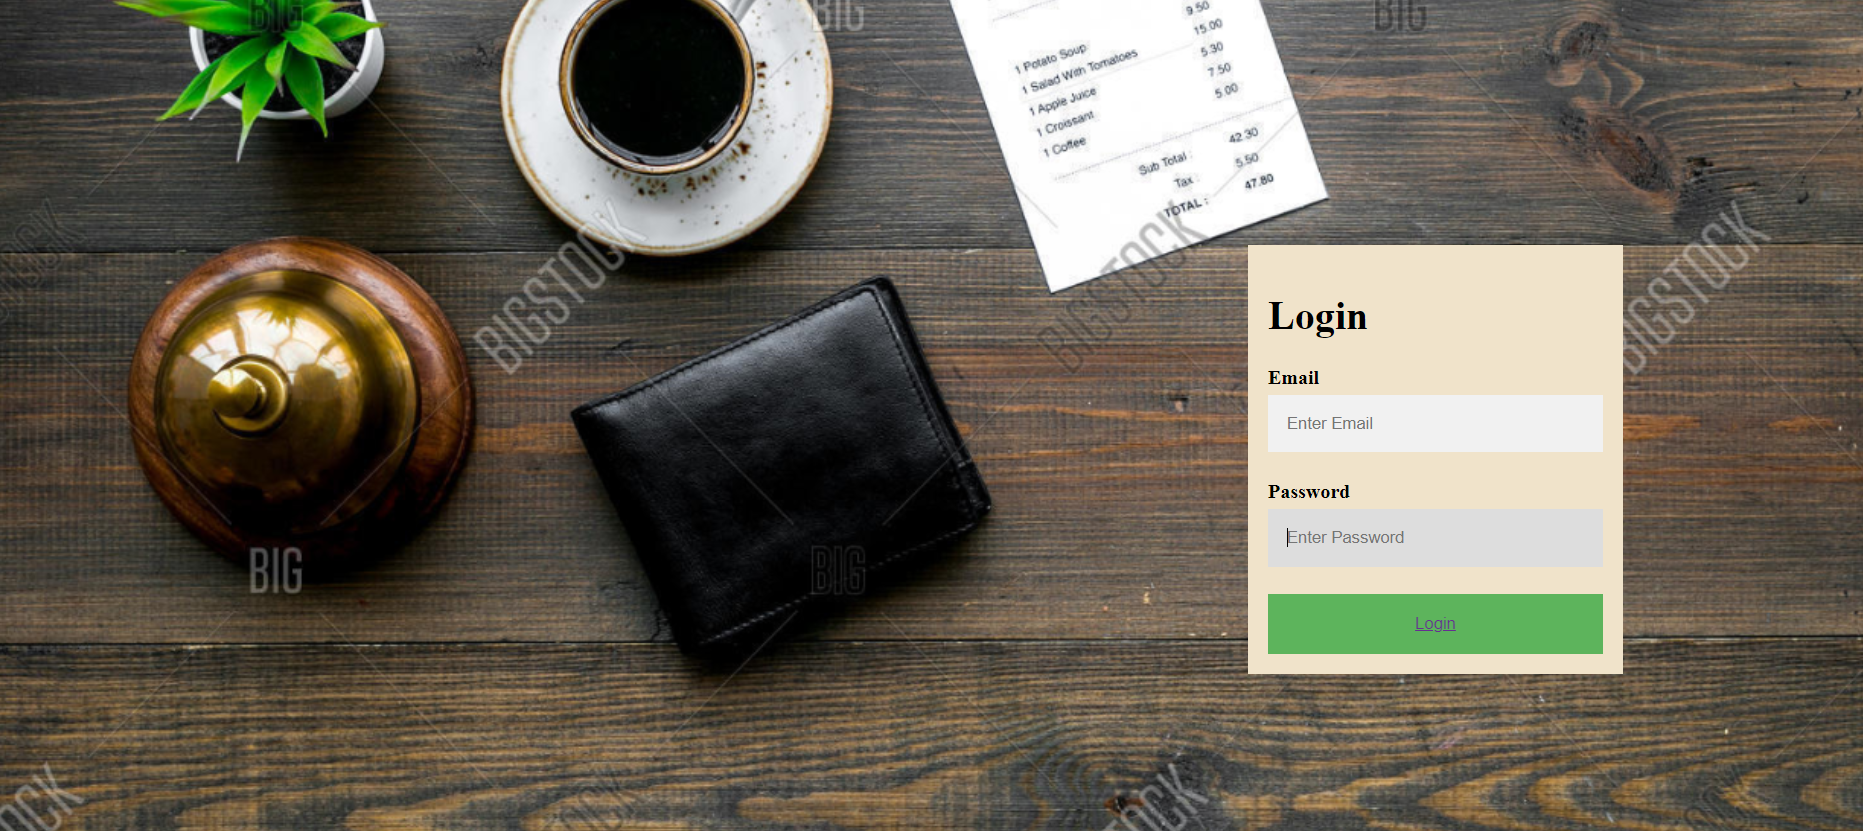 BIG
BIG
BIG
9.50
15.00
1 Potato Soup 5.30
1 Salad With Tomatoes 7.50
1 Apple Juice 5.00
1 Croissant
1 Coffee
Sub Total : 42.30
Tax : 5.50
TOTAL : 47.80
BIGSTOCK
BIGSTOCK
BIGSTOCK
Login
Email
Enter Email
Password
Enter Password
Login
BIG
BIG